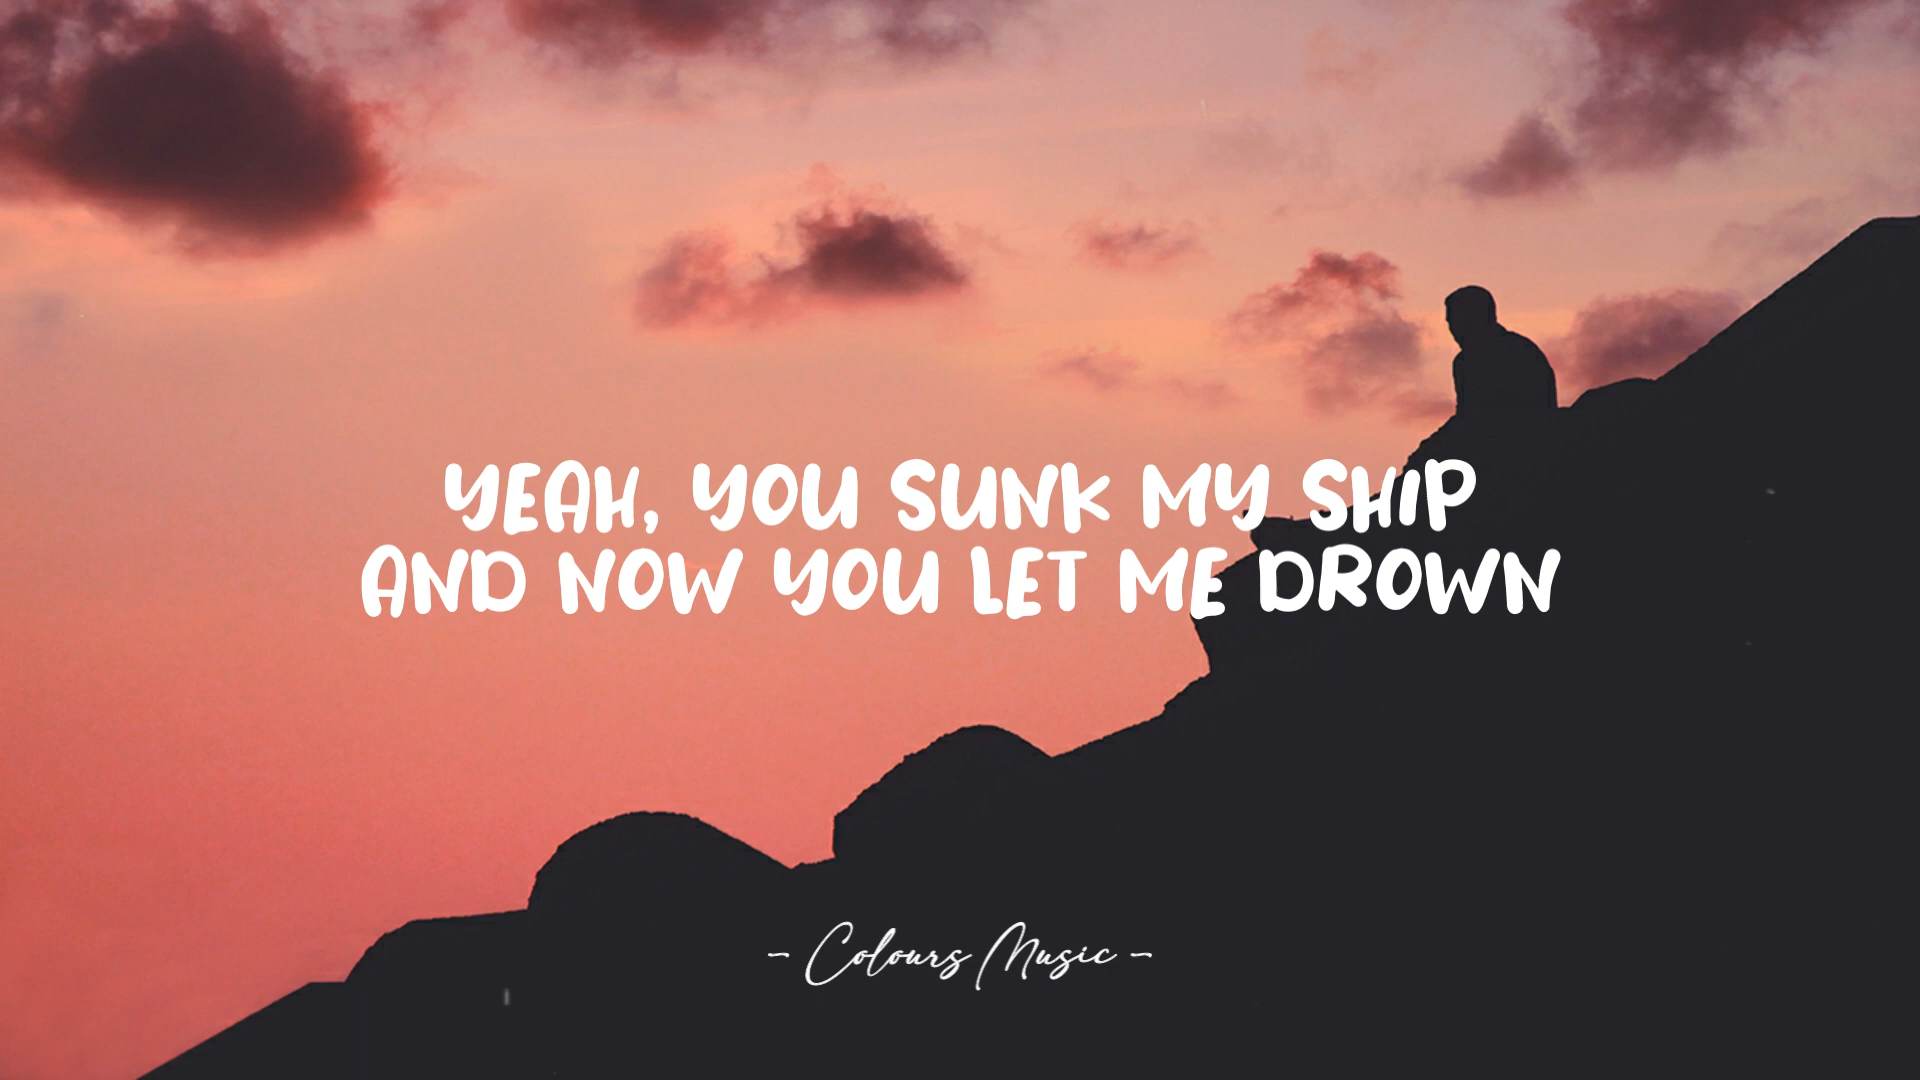 YEAH, YOU SUNK MY SHIP
AND NOW YOU LET ME DROWN
- Colours Music -